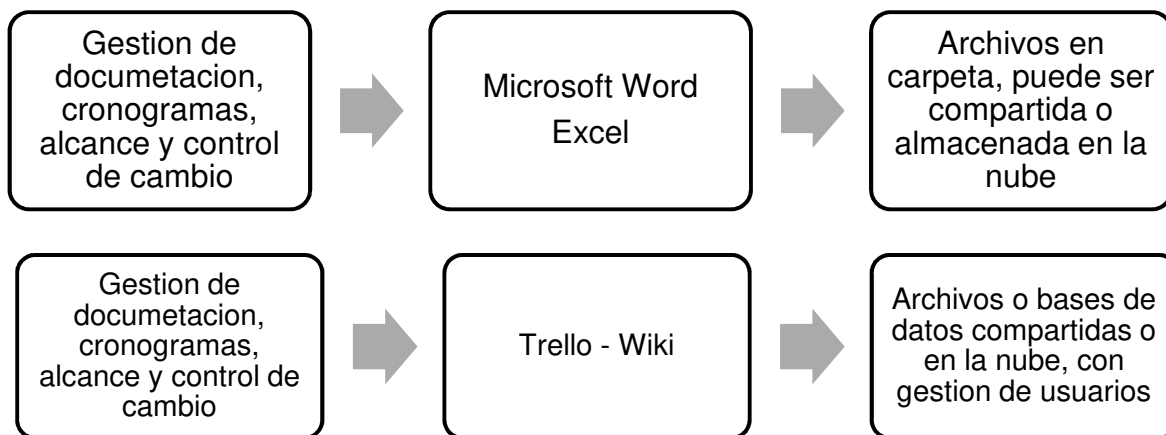 Gestion de
documetacion,
cronogramas,
alcance y control
de cambio
Microsoft Word
Excel
Archivos en
carpeta, puede ser
compartida o
almacenada en la
nube
Gestion de
documetacion,
cronogramas,
alcance y control de
cambio
Trello - Wiki
Archivos o bases de
datos compartidas o
en la nube, con
gestion de usuarios